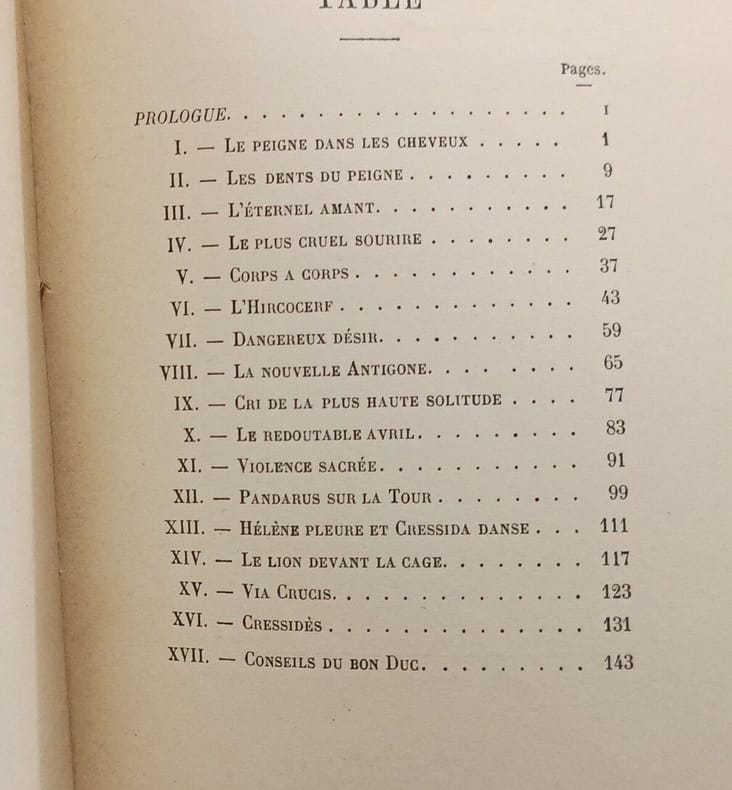 TABLE
Pages.
PROLOGUE. . . . . . . . . . . . . . . . . . . I
I. — LE PEIGNE DANS LES CHEVEUX . . . . . 1
II. — LES DENTS DU PEIGNE . . . . . . . . . 9
III. — L'ÉTERNEL AMANT. . . . . . . . . . . 17
IV. — LE PLUS CRUEL SOURIRE . . . . . . . . 27
V. — CORPS A CORPS . . . . . . . . . . . . 37
VI. — L'HIRCOCERF . . . . . . . . . . . . . 43
VII. — DANGEREUX DÉSIR. . . . . . . . . . . 59
VIII. — LA NOUVELLE ANTIGONE. . . . . . . . 65
IX. — CRI DE LA PLUS HAUTE SOLITUDE . . . . 77
X. — LE REDOUTABLE AVRIL. . . . . . . . . 83
XI. — VIOLENCE SACRÉE. . . . . . . . . . . 91
XII. — PANDARUS SUR LA TOUR . . . . . . . . 99
XIII. — HÉLÈNE PLEURE ET CRESSIDA DANSE . . . 111
XIV. — LE LION DEVANT LA CAGE. . . . . . . 117
XV. — VIA CRUCIS. . . . . . . . . . . . . 123
XVI. — CRESSIDÈS . . . . . . . . . . . . . 131
XVII. — CONSEILS DU BON DUC. . . . . . . . . 143